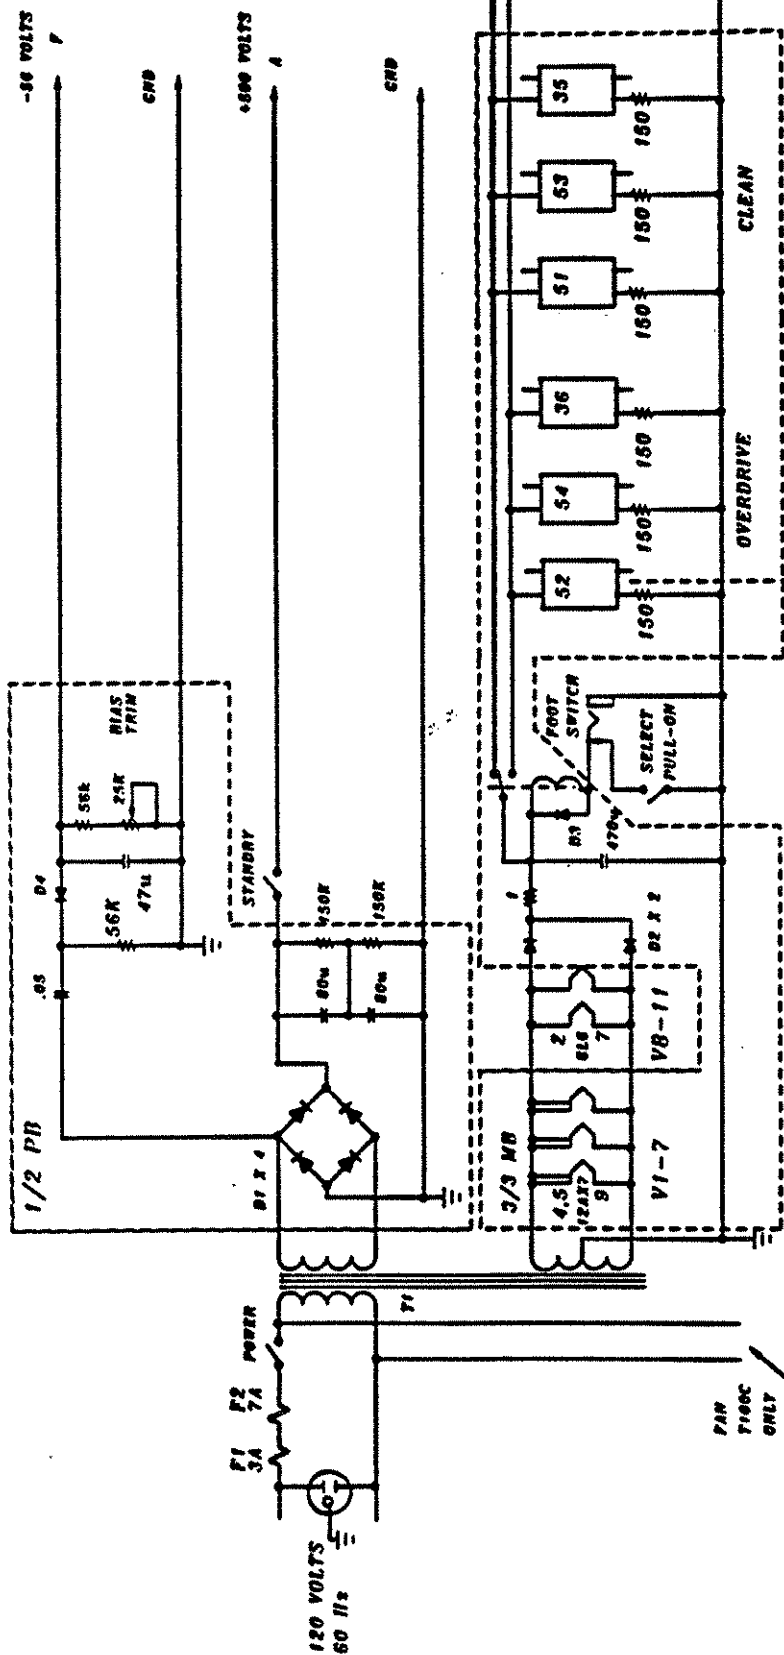 120 VOLTS
60 Hz
F1
3A
F2
7A
POWER
T1
FAN
T100C
ONLY
1/2 PB
D1 X 4
.05
D4
56K
47u
56k
25K
BIAS
TRIM
80u
80u
150K
150K
STANDBY
-56 VOLTS
F
GND
A
GND
3/3 MB
4,5
12AX7
9
V1-7
2
6L6
7
V8-11
D2 X 2
1
470u
D3
FOOT
SWITCH
SELECT
PULL-ON
52
54
36
51
53
35
150
150
150
150
150
150
OVERDRIVE
CLEAN